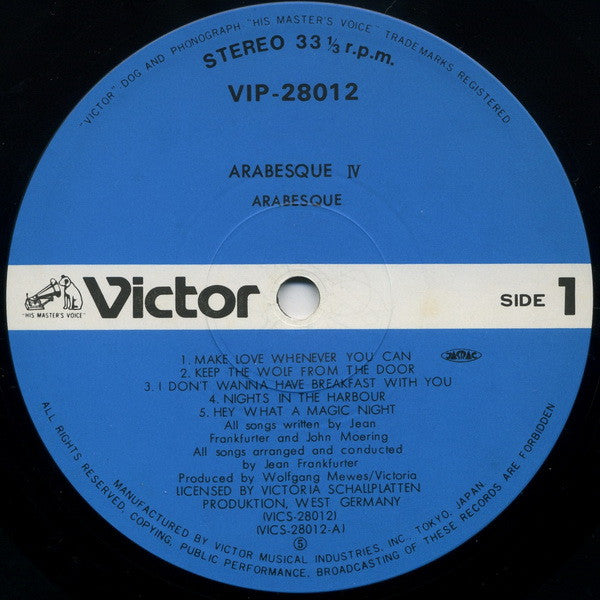 "VICTOR" DOG AND PHONOGRAPH · "HIS MASTER'S VOICE" TRADEMARKS REGISTERED
STEREO 33 1/3 r.p.m.
VIP-28012
ARABESQUE Ⅳ
ARABESQUE
"HIS MASTER'S VOICE"
Victor
SIDE 1
1. MAKE LOVE WHENEVER YOU CAN
2. KEEP THE WOLF FROM THE DOOR
3. I DON'T WANNA HAVE BREAKFAST WITH YOU
4. NIGHTS IN THE HARBOUR
5. HEY WHAT A MAGIC NIGHT
All songs written by Jean
Frankfurter and John Moering
All songs arranged and conducted
by Jean Frankfurter
Produced by Wolfgang Mewes/Victoria
LICENSED BY VICTORIA SCHALLPLATTEN
PRODUKTION, WEST GERMANY
(VICS-28012)
(VICS-28012-A)
⑤
MANUFACTURED BY VICTOR MUSICAL INDUSTRIES, INC. TOKYO, JAPAN
ALL RIGHTS RESERVED, COPYING, PUBLIC PERFORMANCE, BROADCASTING OF THESE RECORDS ARE FORBIDDEN